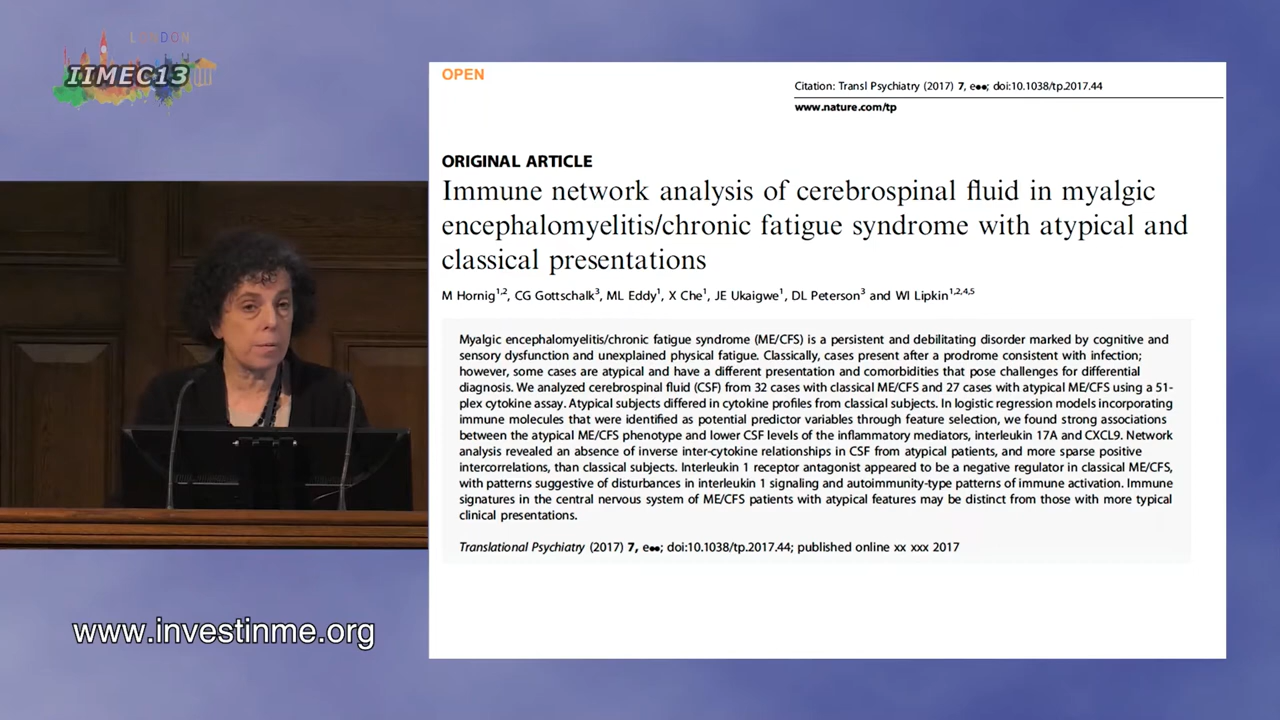 LONDON
IIMEC13
OPEN
Citation: Transl Psychiatry (2017) 7, e●●; doi:10.1038/tp.2017.44
www.nature.com/tp
ORIGINAL ARTICLE
Immune network analysis of cerebrospinal fluid in myalgic
encephalomyelitis/chronic fatigue syndrome with atypical and
classical presentations
M Hornig1,2, CG Gottschalk3, ML Eddy1, X Che1, JE Ukaigwe1, DL Peterson3 and WI Lipkin1,2,4,5
Myalgic encephalomyelitis/chronic fatigue syndrome (ME/CFS) is a persistent and debilitating disorder marked by cognitive and
sensory dysfunction and unexplained physical fatigue. Classically, cases present after a prodrome consistent with infection;
however, some cases are atypical and have a different presentation and comorbidities that pose challenges for differential
diagnosis. We analyzed cerebrospinal fluid (CSF) from 32 cases with classical ME/CFS and 27 cases with atypical ME/CFS using a 51-
plex cytokine assay. Atypical subjects differed in cytokine profiles from classical subjects. In logistic regression models incorporating
immune molecules that were identified as potential predictor variables through feature selection, we found strong associations
between the atypical ME/CFS phenotype and lower CSF levels of the inflammatory mediators, interleukin 17A and CXCL9. Network
analysis revealed an absence of inverse inter-cytokine relationships in CSF from atypical patients, and more sparse positive
intercorrelations, than classical subjects. Interleukin 1 receptor antagonist appeared to be a negative regulator in classical ME/CFS,
with patterns suggestive of disturbances in interleukin 1 signaling and autoimmunity-type patterns of immune activation. Immune
signatures in the central nervous system of ME/CFS patients with atypical features may be distinct from those with more typical
clinical presentations.
Translational Psychiatry (2017) 7, e●●; doi:10.1038/tp.2017.44; published online xx xxx 2017
www.investinme.org